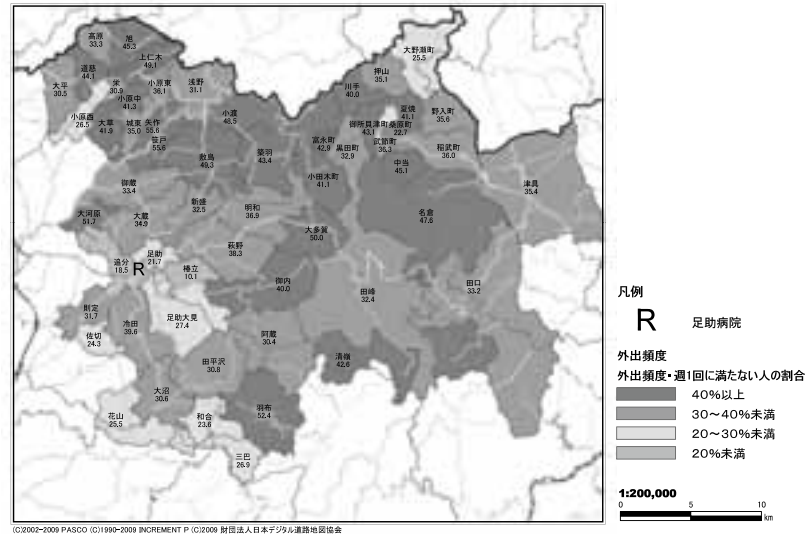 高原
33.3
旭
45.3
上仁木
49.1
道慈
44.1
大平
30.5
栄
30.9
小原東
36.1
浅野
31.1
小原中
41.3
小原西
26.5
大草
41.9
城東
35.0
矢作
55.6
笹戸
55.6
小渡
48.5
敷島
49.3
築羽
43.4
大野瀬町
25.5
押山
35.1
川手
40.0
夏焼
41.1
野入町
35.6
御所貝津町
43.1
桑原町
22.7
武節町
36.3
稲武町
36.0
富永町
42.9
黒田町
32.9
中当
45.1
小田木町
41.1
津具
35.4
名倉
47.6
御蔵
33.4
新盛
32.5
明和
36.9
大河原
51.7
大蔵
34.9
大多賀
50.0
萩野
38.3
足助
21.7
追分
18.5
R
椿立
10.1
御内
40.0
田峰
32.4
田口
33.2
則定
31.7
冷田
39.6
足助大見
27.4
佐切
24.3
阿蔵
30.4
田平沢
30.8
清嶺
42.6
大沼
30.6
花山
25.5
和合
23.6
羽布
52.4
三巴
26.9
凡例
R 足助病院
外出頻度
外出頻度・週1回に満たない人の割合
40%以上
30～40%未満
20～30%未満
20%未満
1:200,000
0 5 10
km
(C)2002-2009 PASCO (C)1990-2009 INCREMENT P (C)2009 財団法人日本デジタル道路地図協会